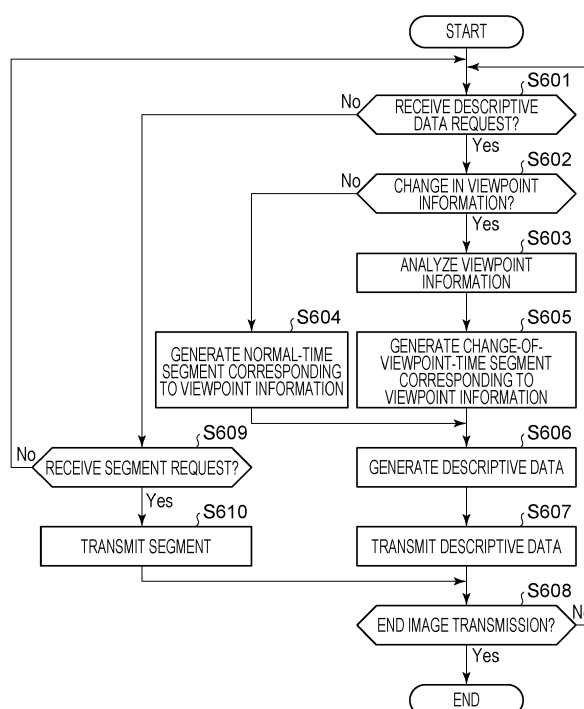 START
S601
No
RECEIVE DESCRIPTIVE
DATA REQUEST?
Yes
S602
No
CHANGE IN VIEWPOINT
INFORMATION?
Yes
S603
ANALYZE VIEWPOINT
INFORMATION
S604
GENERATE NORMAL-TIME
SEGMENT CORRESPONDING
TO VIEWPOINT INFORMATION
S605
GENERATE CHANGE-OF-
VIEWPOINT-TIME SEGMENT
CORRESPONDING TO
VIEWPOINT INFORMATION
S609
No
RECEIVE SEGMENT REQUEST?
Yes
S606
GENERATE DESCRIPTIVE DATA
S610
TRANSMIT SEGMENT
S607
TRANSMIT DESCRIPTIVE DATA
S608
END IMAGE TRANSMISSION?
No
Yes
END